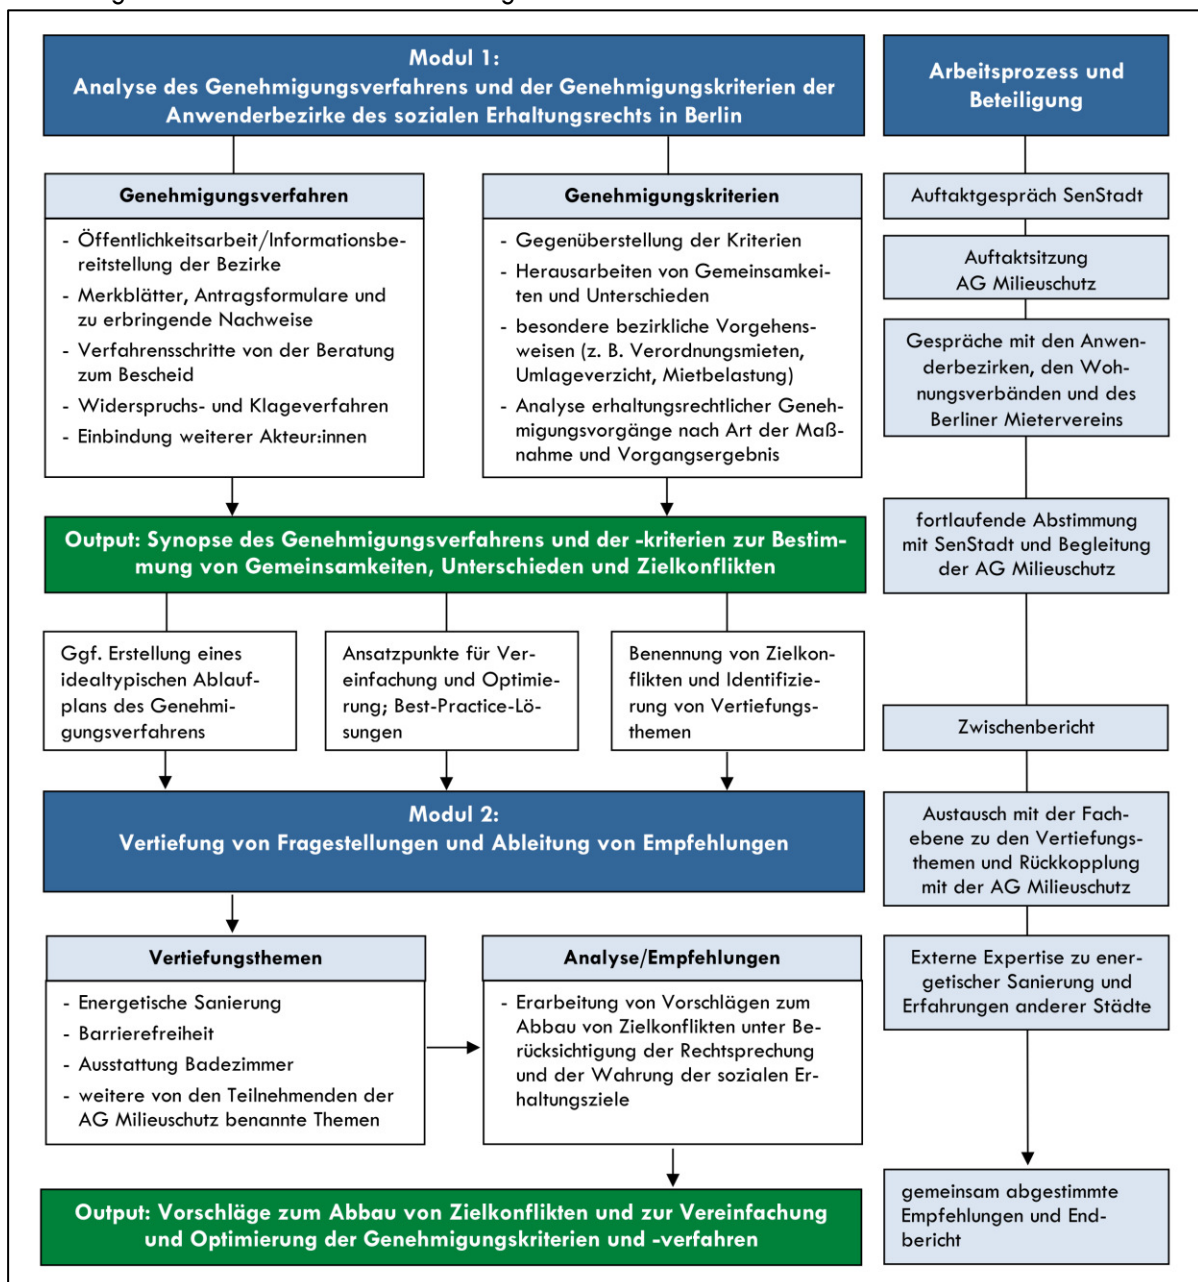 Modul 1:
Analyse des Genehmigungsverfahrens und der Genehmigungskriterien der
Anwenderbezirke des sozialen Erhaltungsrechts in Berlin
Genehmigungsverfahren
- Öffentlichkeitsarbeit/Informationsbe-
reitstellung der Bezirke
- Merkblätter, Antragsformulare und
zu erbringende Nachweise
- Verfahrensschritte von der Beratung
zum Bescheid
- Widerspruchs- und Klageverfahren
- Einbindung weiterer Akteur:innen
Genehmigungskriterien
- Gegenüberstellung der Kriterien
- Herausarbeiten von Gemeinsamkei-
ten und Unterschieden
- besondere bezirkliche Vorgehens-
weisen (z. B. Verordnungsmieten,
Umlageverzicht, Mietbelastung)
- Analyse erhaltungsrechtlicher Geneh-
migungsvorgänge nach Art der Maß-
nahme und Vorgangsergebnis
Output: Synopse des Genehmigungsverfahrens und der -kriterien zur Bestim-
mung von Gemeinsamkeiten, Unterschieden und Zielkonflikten
Ggf. Erstellung eines
idealtypischen Ablauf-
plans des Genehmi-
gungsverfahrens
Ansatzpunkte für Ver-
einfachung und Optimie-
rung; Best-Practice-Lö-
sungen
Benennung von Zielkon-
flikten und Identifizie-
rung von Vertiefungs-
themen
Modul 2:
Vertiefung von Fragestellungen und Ableitung von Empfehlungen
Vertiefungsthemen
- Energetische Sanierung
- Barrierefreiheit
- Ausstattung Badezimmer
- weitere von den Teilnehmenden der
AG Milieuschutz benannte Themen
Analyse/Empfehlungen
- Erarbeitung von Vorschlägen zum
Abbau von Zielkonflikten unter Be-
rücksichtigung der Rechtsprechung
und der Wahrung der sozialen Er-
haltungsziele
Output: Vorschläge zum Abbau von Zielkonflikten und zur Vereinfachung
und Optimierung der Genehmigungskriterien und -verfahren
Arbeitsprozess und
Beteiligung
Auftaktgespräch SenStadt
Auftaktsitzung
AG Milieuschutz
Gespräche mit den Anwen-
derbezirken, den Woh-
nungsverbänden und des
Berliner Mietervereins
fortlaufende Abstimmung
mit SenStadt und Begleitung
der AG Milieuschutz
Zwischenbericht
Austausch mit der Fach-
ebene zu den Vertiefungs-
themen und Rückkopplung
mit der AG Milieuschutz
Externe Expertise zu ener-
getischer Sanierung und
Erfahrungen anderer Städte
gemeinsam abgestimmte
Empfehlungen und End-
bericht